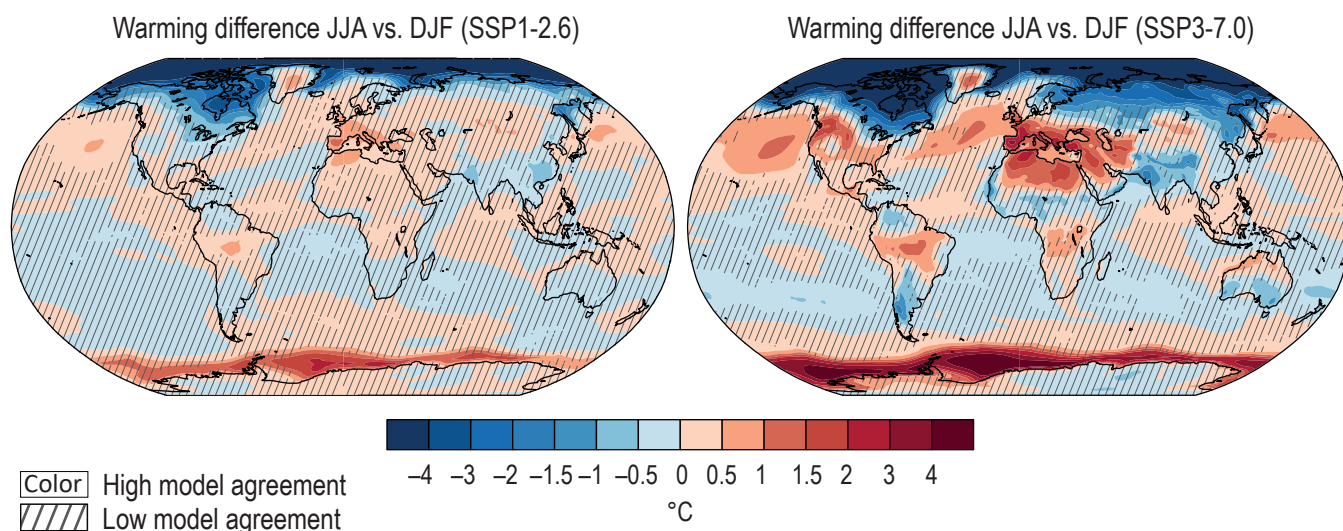 Warming difference JJA vs. DJF (SSP1-2.6)
Warming difference JJA vs. DJF (SSP3-7.0)
–4 –3 –2 –1.5 –1 –0.5 0 0.5 1 1.5 2 3 4
°C
Color High model agreement
Low model agreement